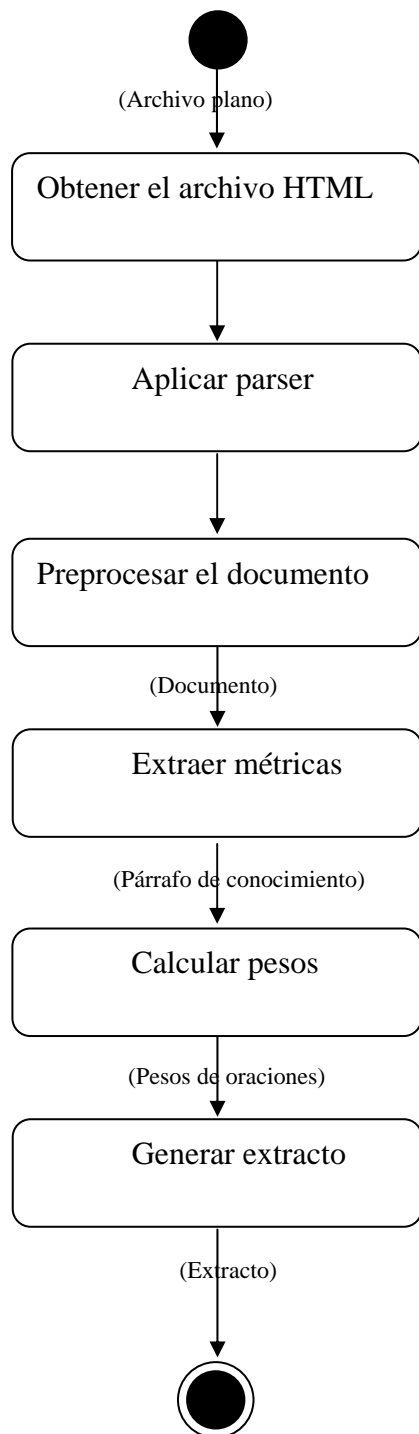 (Archivo plano)
Obtener el archivo HTML
Aplicar parser
Preprocesar el documento
(Documento)
Extraer métricas
(Párrafo de conocimiento)
Calcular pesos
(Pesos de oraciones)
Generar extracto
(Extracto)